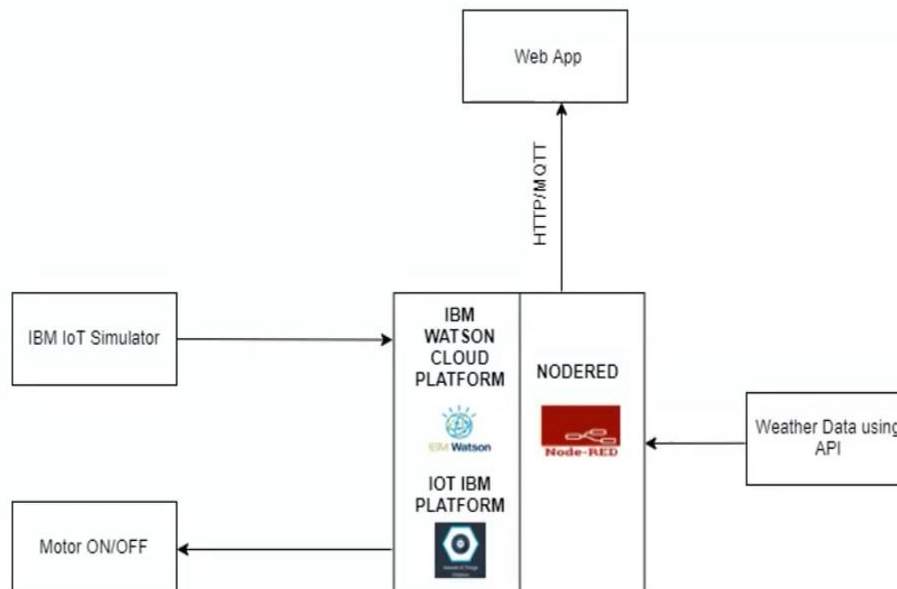 Web App
HTTP/MQTT
IBM IoT Simulator
IBM
WATSON
CLOUD
PLATFORM
IBM Watson
IOT IBM
PLATFORM
NODERED
Node-RED
Weather Data using
API
Motor ON/OFF